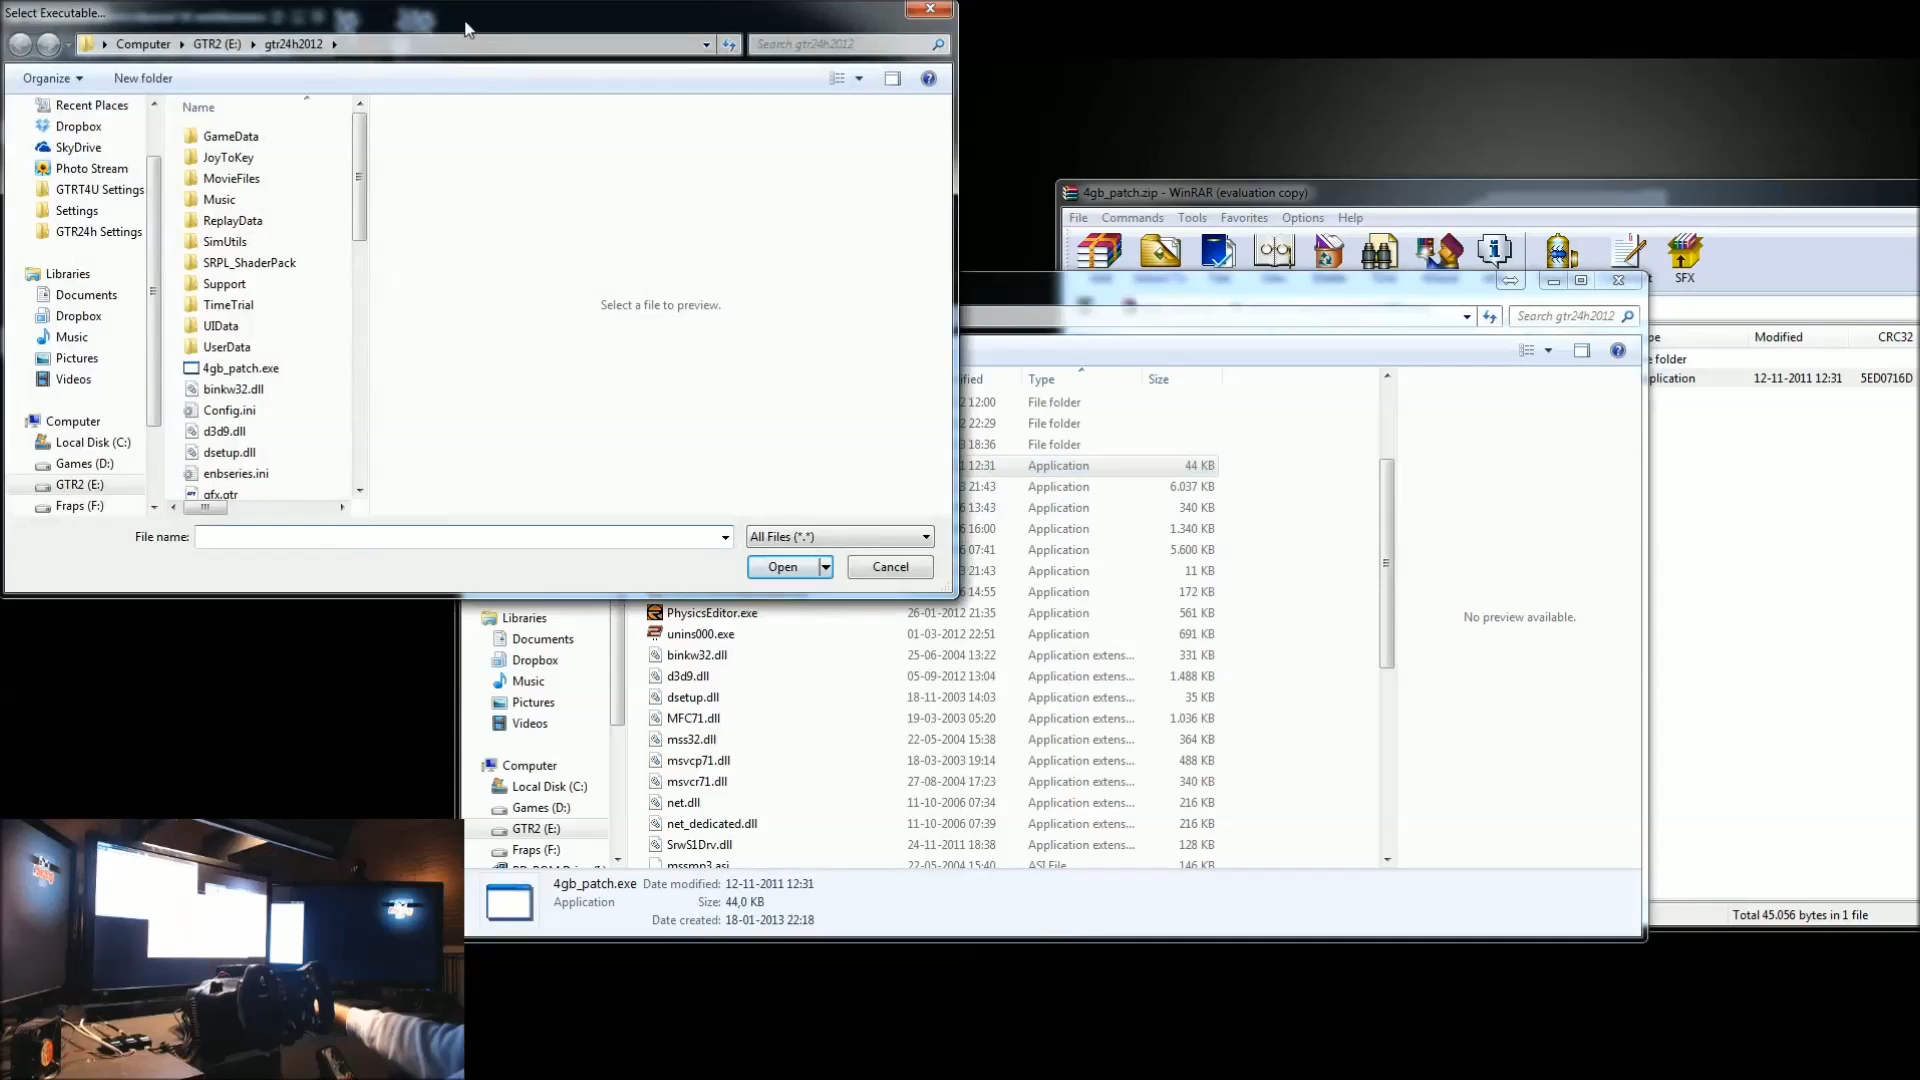 Select Executable...
Computer GTR2 (E:) gtr24h2012
Search gtr24h2012
Organize New folder
Name
Recent Places
Dropbox
SkyDrive
Photo Stream
GTRT4U Settings
Settings
GTR24h Settings
Libraries
Documents
Dropbox
Music
Pictures
Videos
Computer
Local Disk (C:)
Games (D:)
GTR2 (E:)
Fraps (F:)
GameData
JoyToKey
MovieFiles
Music
ReplayData
SimUtils
SRPL_ShaderPack
Support
TimeTrial
UIData
UserData
4gb_patch.exe
binkw32.dll
Config.ini
d3d9.dll
dsetup.dll
enbseries.ini
gfx.gtr
Select a file to preview.
File name:
All Files (*.*)
Open
Cancel
4gb_patch.zip - WinRAR (evaluation copy)
File Commands Tools Favorites Options Help
SFX
Search gtr24h2012
Modified CRC32
folder
plication 12-11-2011 12:31 5ED0716D
ified Type Size
12:00 File folder
22:29 File folder
18:36 File folder
12:31 Application 44 KB
21:43 Application 6.037 KB
13:43 Application 340 KB
16:00 Application 1.340 KB
07:41 Application 5.600 KB
21:43 Application 11 KB
14:55 Application 172 KB
PhysicsEditor.exe 26-01-2012 21:35 Application 561 KB
unins000.exe 01-03-2012 22:51 Application 691 KB
binkw32.dll 25-06-2004 13:22 Application extens... 331 KB
d3d9.dll 05-09-2012 13:04 Application extens... 1.488 KB
dsetup.dll 18-11-2003 14:03 Application extens... 35 KB
MFC71.dll 19-03-2003 05:20 Application extens... 1.036 KB
mss32.dll 22-05-2004 15:38 Application extens... 364 KB
msvcp71.dll 18-03-2003 19:14 Application extens... 488 KB
msvcr71.dll 27-08-2004 17:23 Application extens... 340 KB
net.dll 11-10-2006 07:34 Application extens... 216 KB
net_dedicated.dll 11-10-2006 07:39 Application extens... 216 KB
SrwS1Drv.dll 24-11-2011 18:38 Application extens... 128 KB
mssmp3.asi 22-05-2004 15:40 ASI File 146 KB
No preview available.
Libraries
Documents
Dropbox
Music
Pictures
Videos
Computer
Local Disk (C:)
Games (D:)
GTR2 (E:)
Fraps (F:)
4gb_patch.exe Date modified: 12-11-2011 12:31
Application Size: 44,0 KB
Date created: 18-01-2013 22:18
Total 45.056 bytes in 1 file